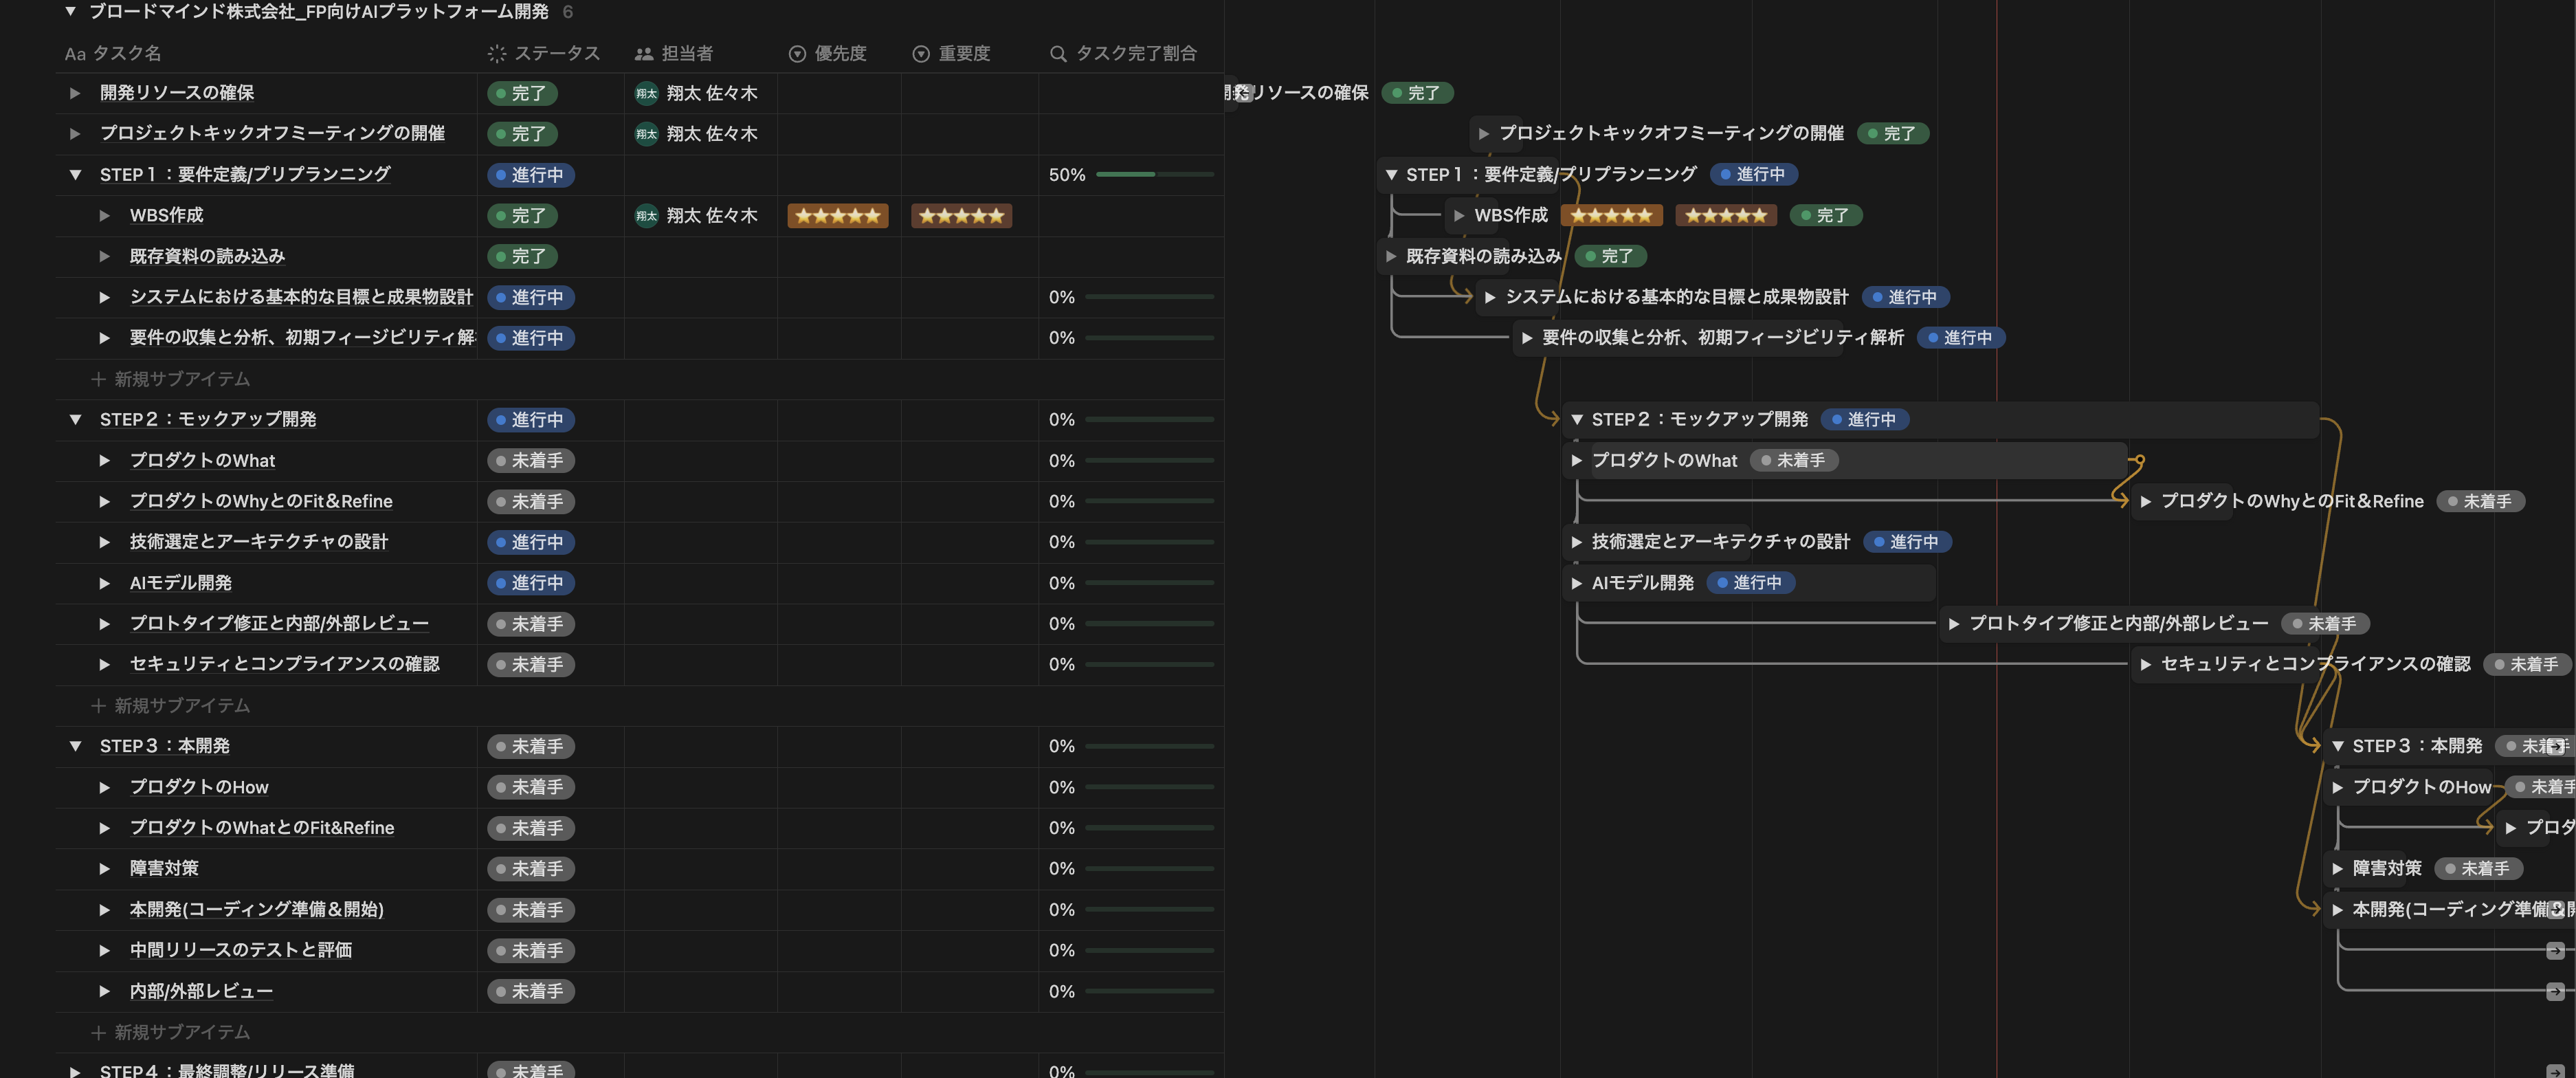 ブロードマインド株式会社_FP向けAIプラットフォーム開発 6
Aa タスク名 ステータス 担当者 優先度 重要度 タスク完了割合
開発リソースの確保 完了 翔太 翔太 佐々木 開発リソースの確保 完了
プロジェクトキックオフミーティングの開催 完了 翔太 翔太 佐々木 プロジェクトキックオフミーティングの開催 完了
STEP1：要件定義/プリプランニング 進行中 50% STEP1：要件定義/プリプランニング 進行中
WBS作成 完了 翔太 翔太 佐々木 ⭐⭐⭐⭐⭐ ⭐⭐⭐⭐⭐ WBS作成 ⭐⭐⭐⭐⭐ ⭐⭐⭐⭐⭐ 完了
既存資料の読み込み 完了 既存資料の読み込み 完了
システムにおける基本的な目標と成果物設計 進行中 0% システムにおける基本的な目標と成果物設計 進行中
要件の収集と分析、初期フィージビリティ解 進行中 0% 要件の収集と分析、初期フィージビリティ解析 進行中
+ 新規サブアイテム
STEP2：モックアップ開発 進行中 0% STEP2：モックアップ開発 進行中
プロダクトのWhat 未着手 0% プロダクトのWhat 未着手
プロダクトのWhyとのFit＆Refine 未着手 0% プロダクトのWhyとのFit＆Refine 未着手
技術選定とアーキテクチャの設計 進行中 0% 技術選定とアーキテクチャの設計 進行中
AIモデル開発 進行中 0% AIモデル開発 進行中
プロトタイプ修正と内部/外部レビュー 未着手 0% プロトタイプ修正と内部/外部レビュー 未着手
セキュリティとコンプライアンスの確認 未着手 0% セキュリティとコンプライアンスの確認 未着手
+ 新規サブアイテム
STEP3：本開発 未着手 0% STEP3：本開発 未着手
プロダクトのHow 未着手 0% プロダクトのHow 未着手
プロダクトのWhatとのFit&Refine 未着手 0% プロダ
障害対策 未着手 0% 障害対策 未着手
本開発(コーディング準備＆開始) 未着手 0% 本開発(コーディング準備＆開
中間リリースのテストと評価 未着手 0%
内部/外部レビュー 未着手 0%
+ 新規サブアイテム
STEP4：最終調整/リリース準備 未着手 0%